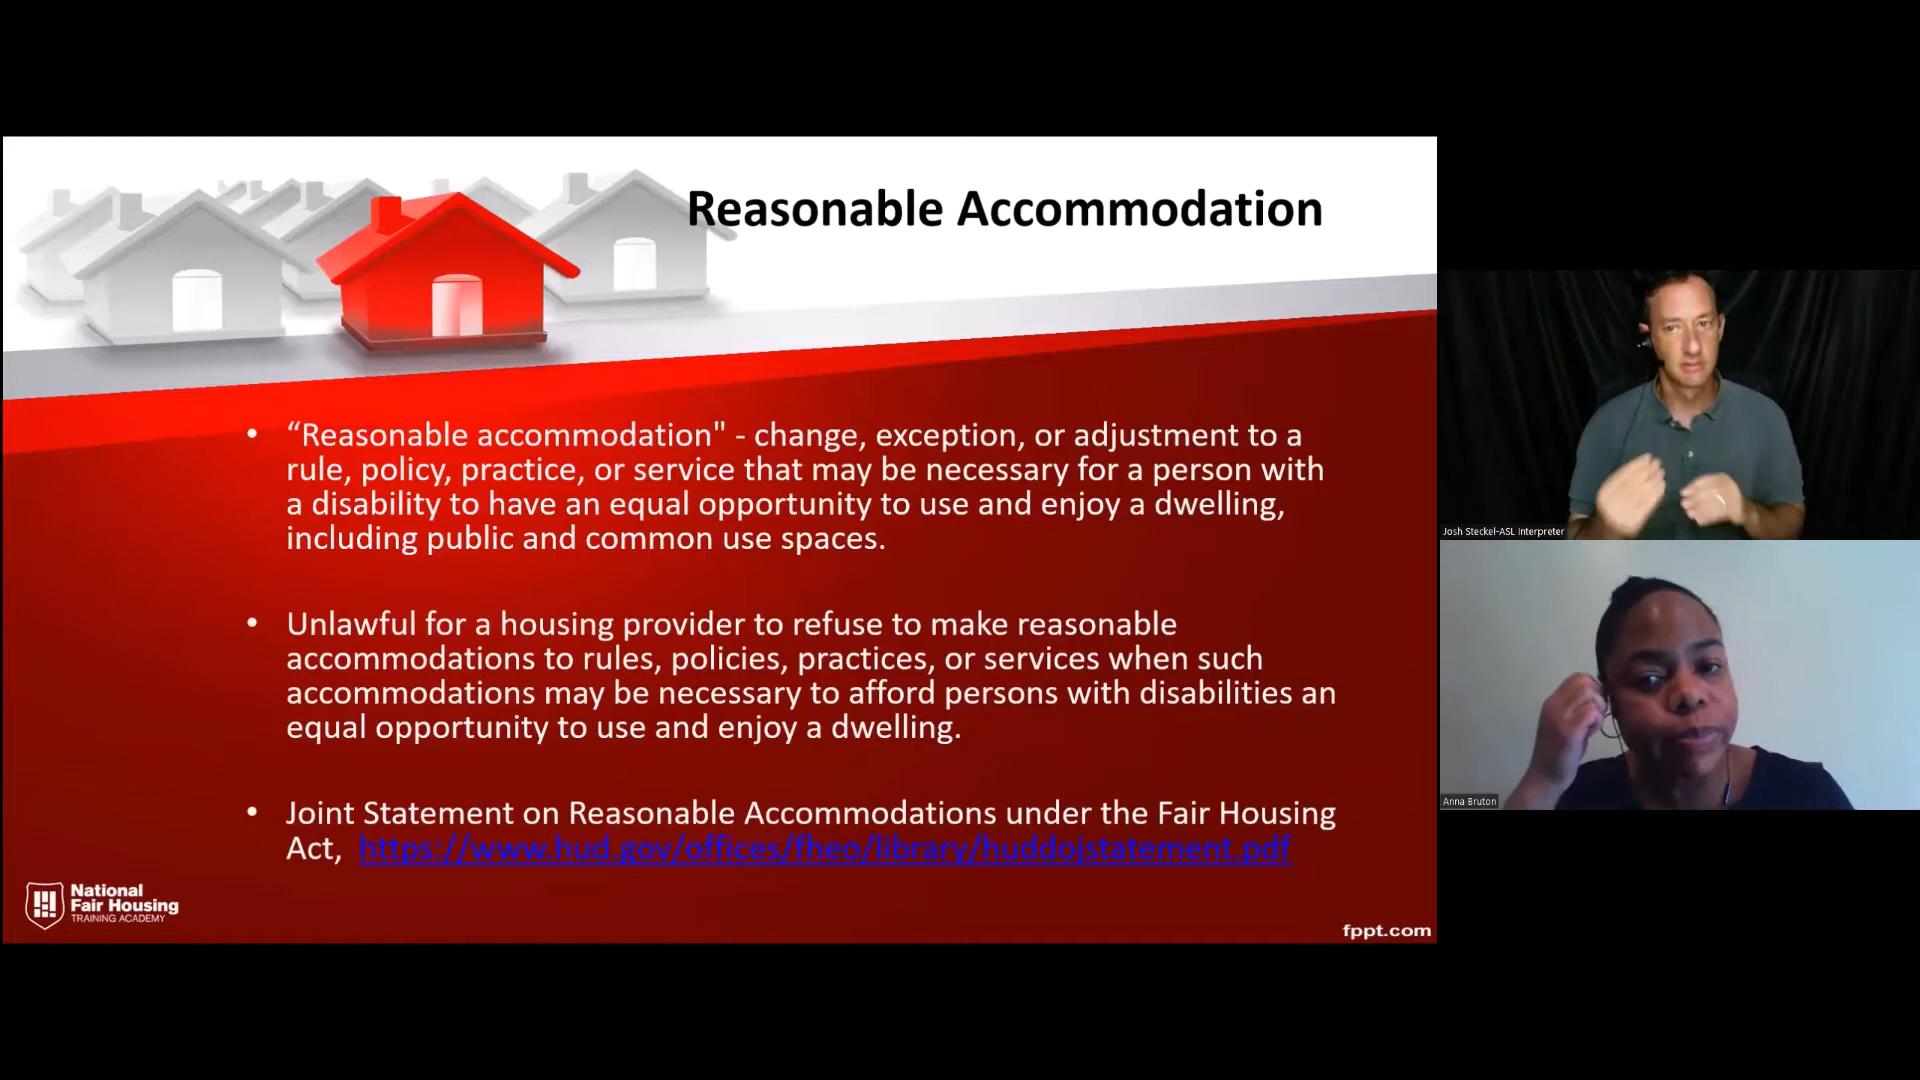 Reasonable Accommodation
• “Reasonable accommodation" - change, exception, or adjustment to a
rule, policy, practice, or service that may be necessary for a person with
a disability to have an equal opportunity to use and enjoy a dwelling,
including public and common use spaces.
• Unlawful for a housing provider to refuse to make reasonable
accommodations to rules, policies, practices, or services when such
accommodations may be necessary to afford persons with disabilities an
equal opportunity to use and enjoy a dwelling.
• Joint Statement on Reasonable Accommodations under the Fair Housing
Act, https://www.hud.gov/offices/fheo/library/huddojstatement.pdf
National
Fair Housing
TRAINING ACADEMY
fppt.com
Josh Steckel-ASL Interpreter
Anna Bruton